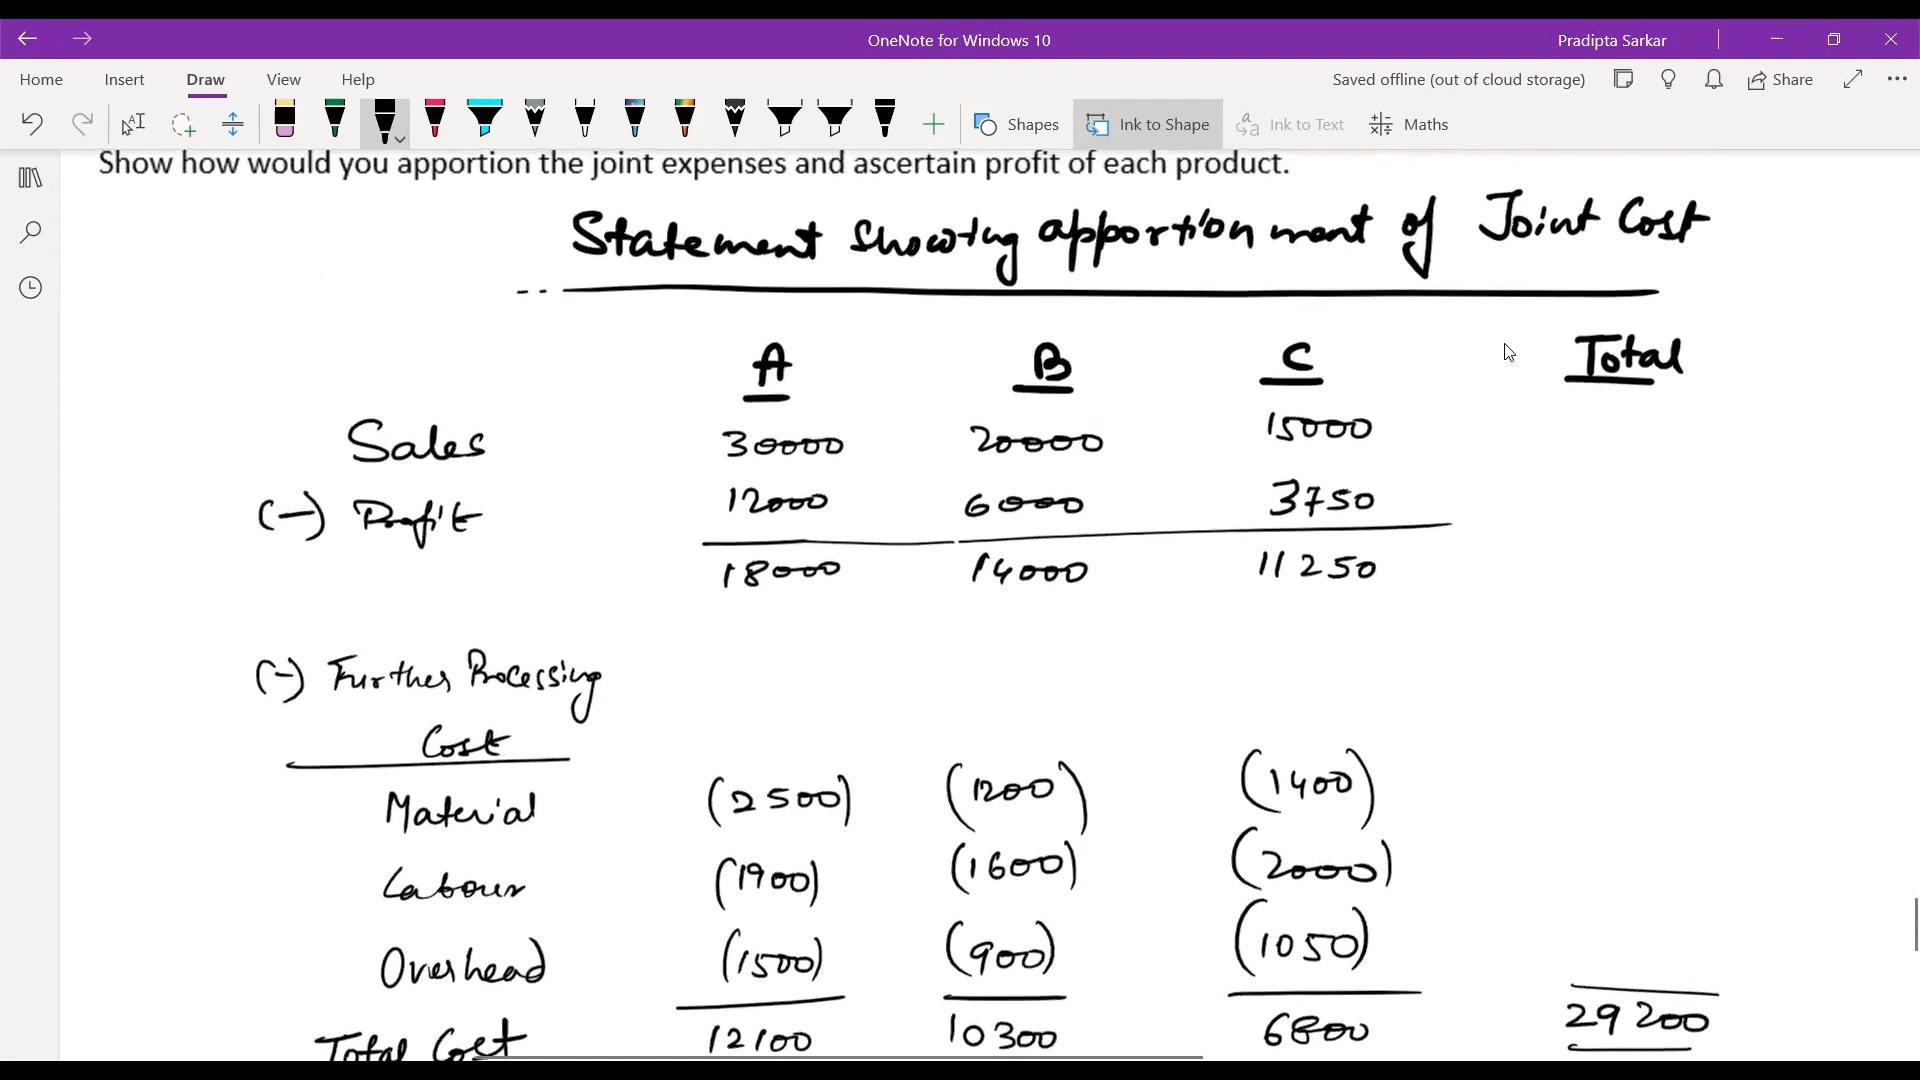 OneNote for Windows 10
Pradipta Sarkar
Home Insert Draw View Help
Saved offline (out of cloud storage)
Share
Shapes Ink to Shape Ink to Text Maths
Show how would you apportion the joint expenses and ascertain profit of each product.
Statement showing apportionment of Joint Cost
A B C Total
Sales 30000 20000 15000
(-) Profit 12000 6000 3750
18000 14000 11250
(-) Further Processing
Cost
Material (2500) (1200) (1400)
Labour (1900) (1600) (2000)
Overhead (1500) (900) (1050)
Total Cost 12100 10300 6800 29200